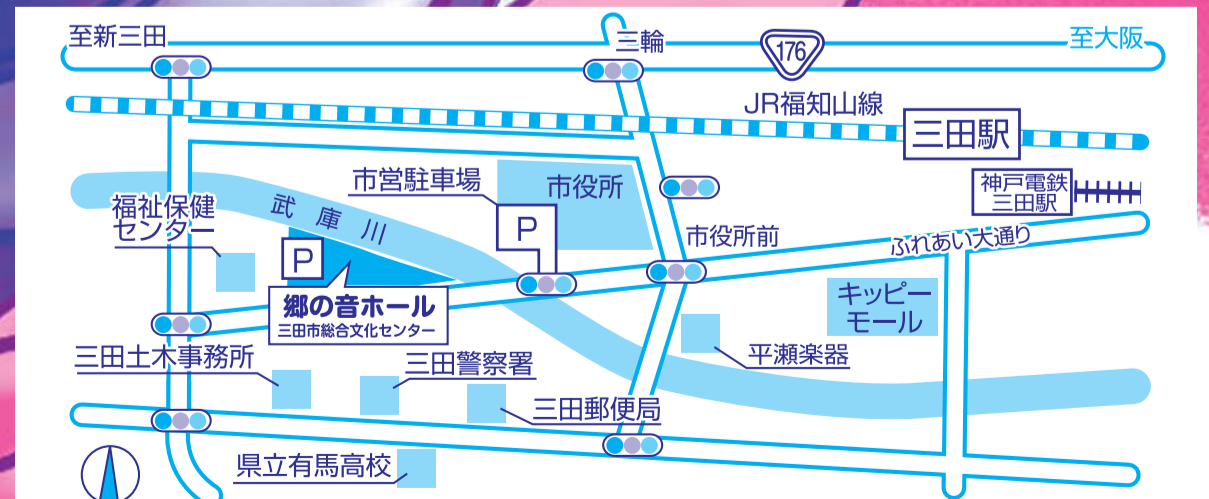 至新三田
三輪
176
至大阪
JR福知山線
三田駅
市営駐車場
市役所
神戸電鉄
三田駅
福祉保健
センター
武庫川
P
P
市役所前
ふれあい大通り
郷の音ホール
三田市総合文化センター
キッピー
モール
三田土木事務所
三田警察署
平瀬楽器
三田郵便局
県立有馬高校